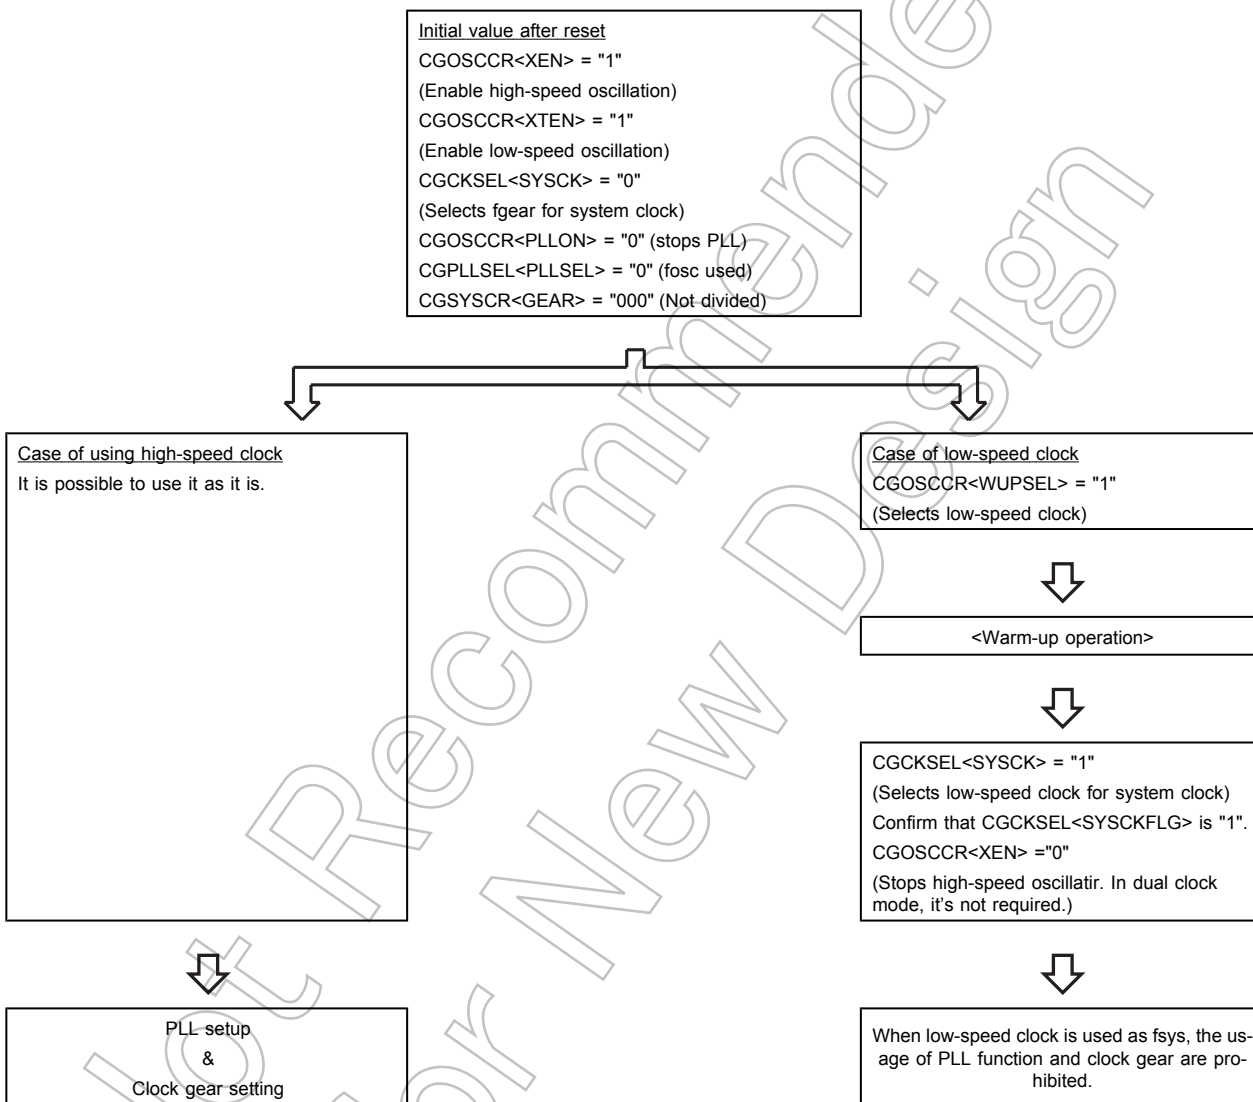 Initial value after reset
CGOSCCR<XEN> = "1"
(Enable high-speed oscillation)
CGOSCCR<XTEN> = "1"
(Enable low-speed oscillation)
CGCKSEL<SYSCK> = "0"
(Selects fgear for system clock)
CGOSCCR<PLLON> = "0" (stops PLL)
CGPLLSEL<PLLSEL> = "0" (fosc used)
CGSYSCR<GEAR> = "000" (Not divided)
Case of using high-speed clock
It is possible to use it as it is.
PLL setup
&
Clock gear setting
Case of low-speed clock
CGOSCCR<WUPSEL> = "1"
(Selects low-speed clock)
<Warm-up operation>
CGCKSEL<SYSCK> = "1"
(Selects low-speed clock for system clock)
Confirm that CGCKSEL<SYSCKFLG> is "1".
CGOSCCR<XEN> ="0"
(Stops high-speed oscillatir. In dual clock
mode, it's not required.)
When low-speed clock is used as fsys, the us-
age of PLL function and clock gear are pro-
hibited.
Not Recommended
for New Design